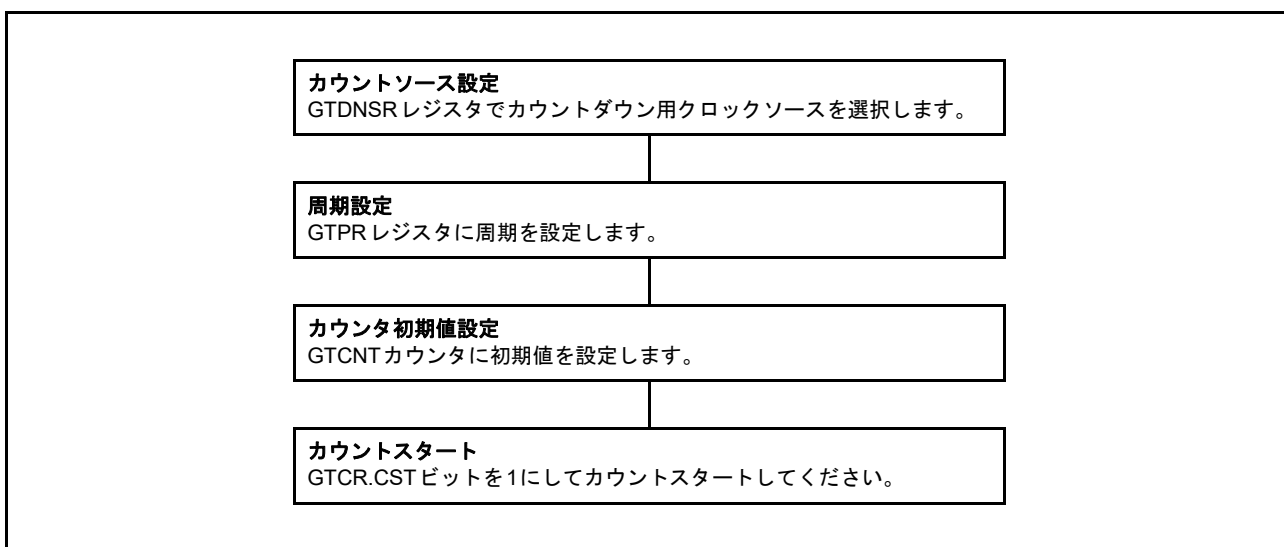 カウントソース設定
GTDNSRレジスタでカウントダウン用クロックソースを選択します。
周期設定
GTPRレジスタに周期を設定します。
カウンタ初期値設定
GTCNTカウンタに初期値を設定します。
カウントスタート
GTCR.CSTビットを1にしてカウントスタートしてください。